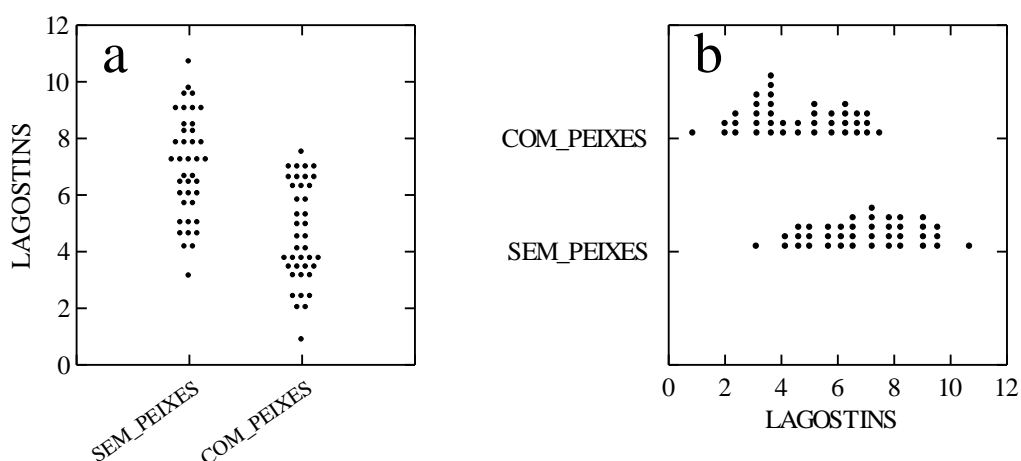 a
12
10
8
6
4
2
0
LAGOSTINS
SEM_PEIXES
COM_PEIXES
b
COM_PEIXES
SEM_PEIXES
0 2 4 6 8 10 12
LAGOSTINS